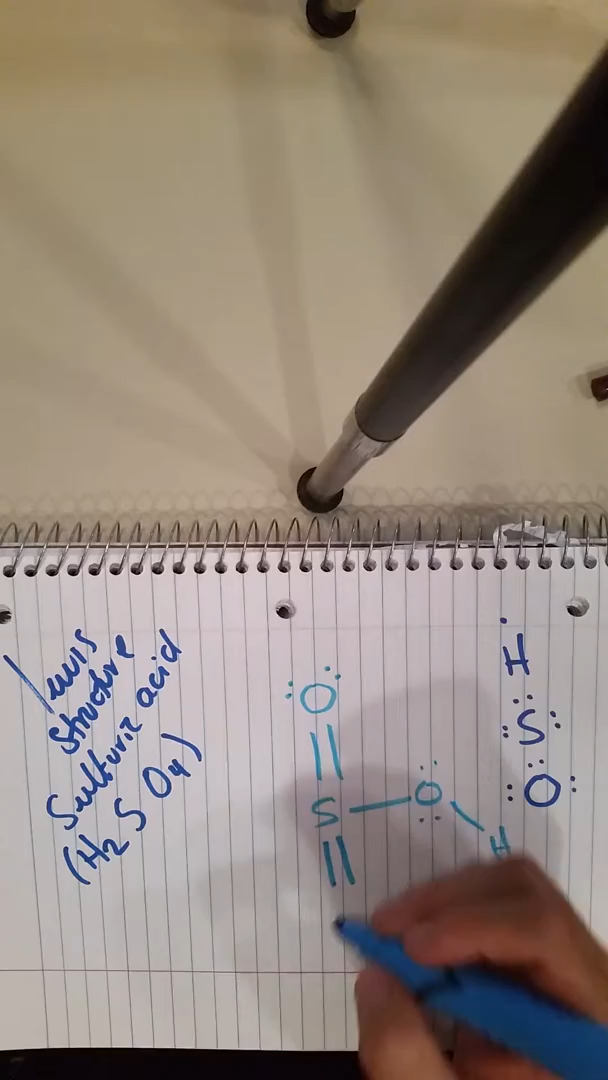 Lewis
Structure
Sulfuric acid
(H₂SO₄)
O
S — O
H
H
S
O